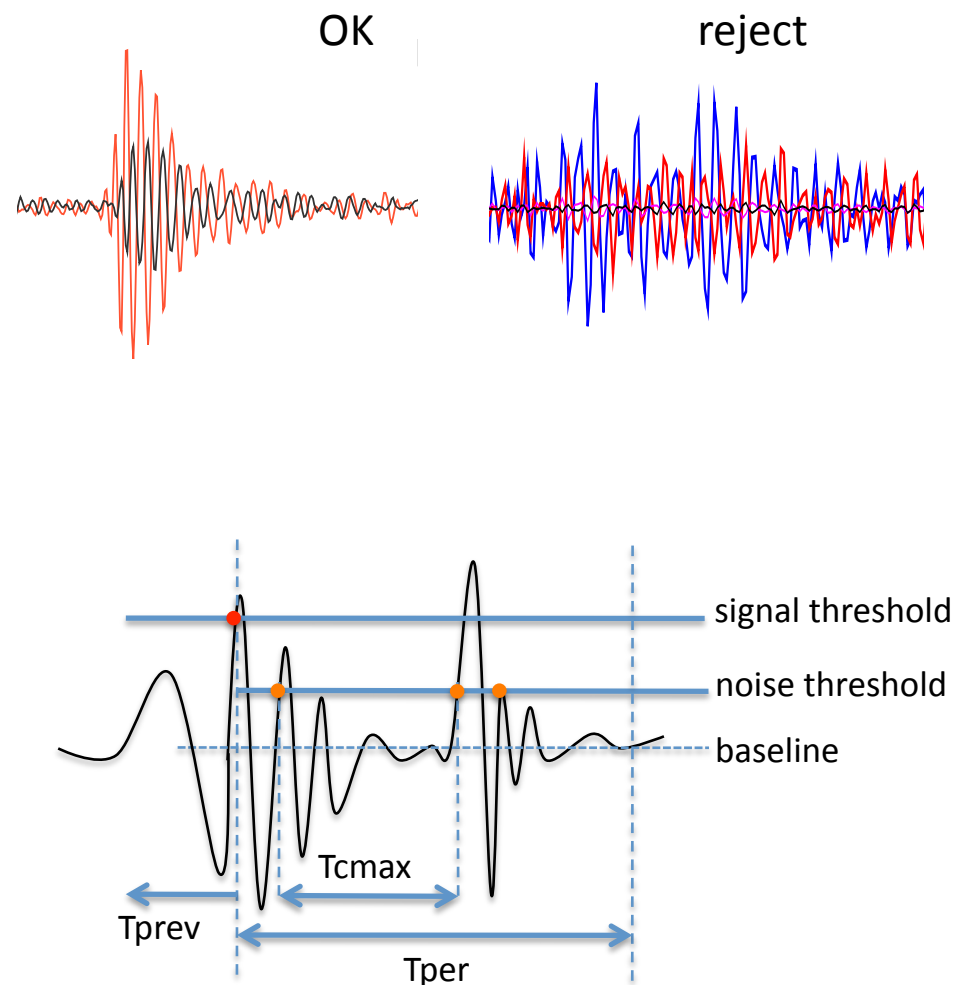 OK
reject
signal threshold
noise threshold
baseline
Tcmax
Tprev
Tper